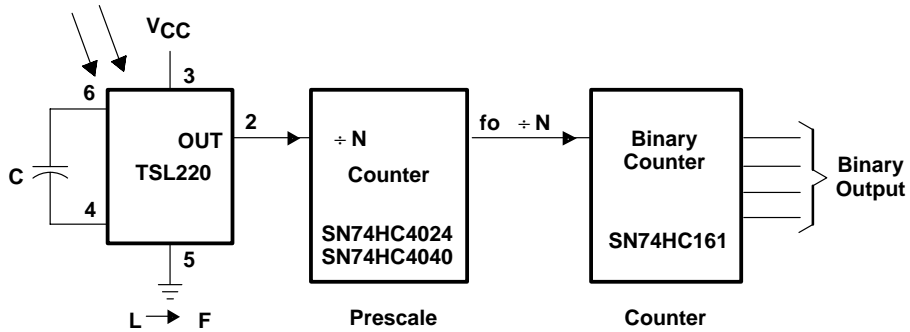 VCC
3
6
OUT
2
TSL220
C
4
5
L → F
÷ N
Counter
SN74HC4024
SN74HC4040
Prescale
fo ÷ N
Binary
Counter
SN74HC161
Counter
Binary
Output